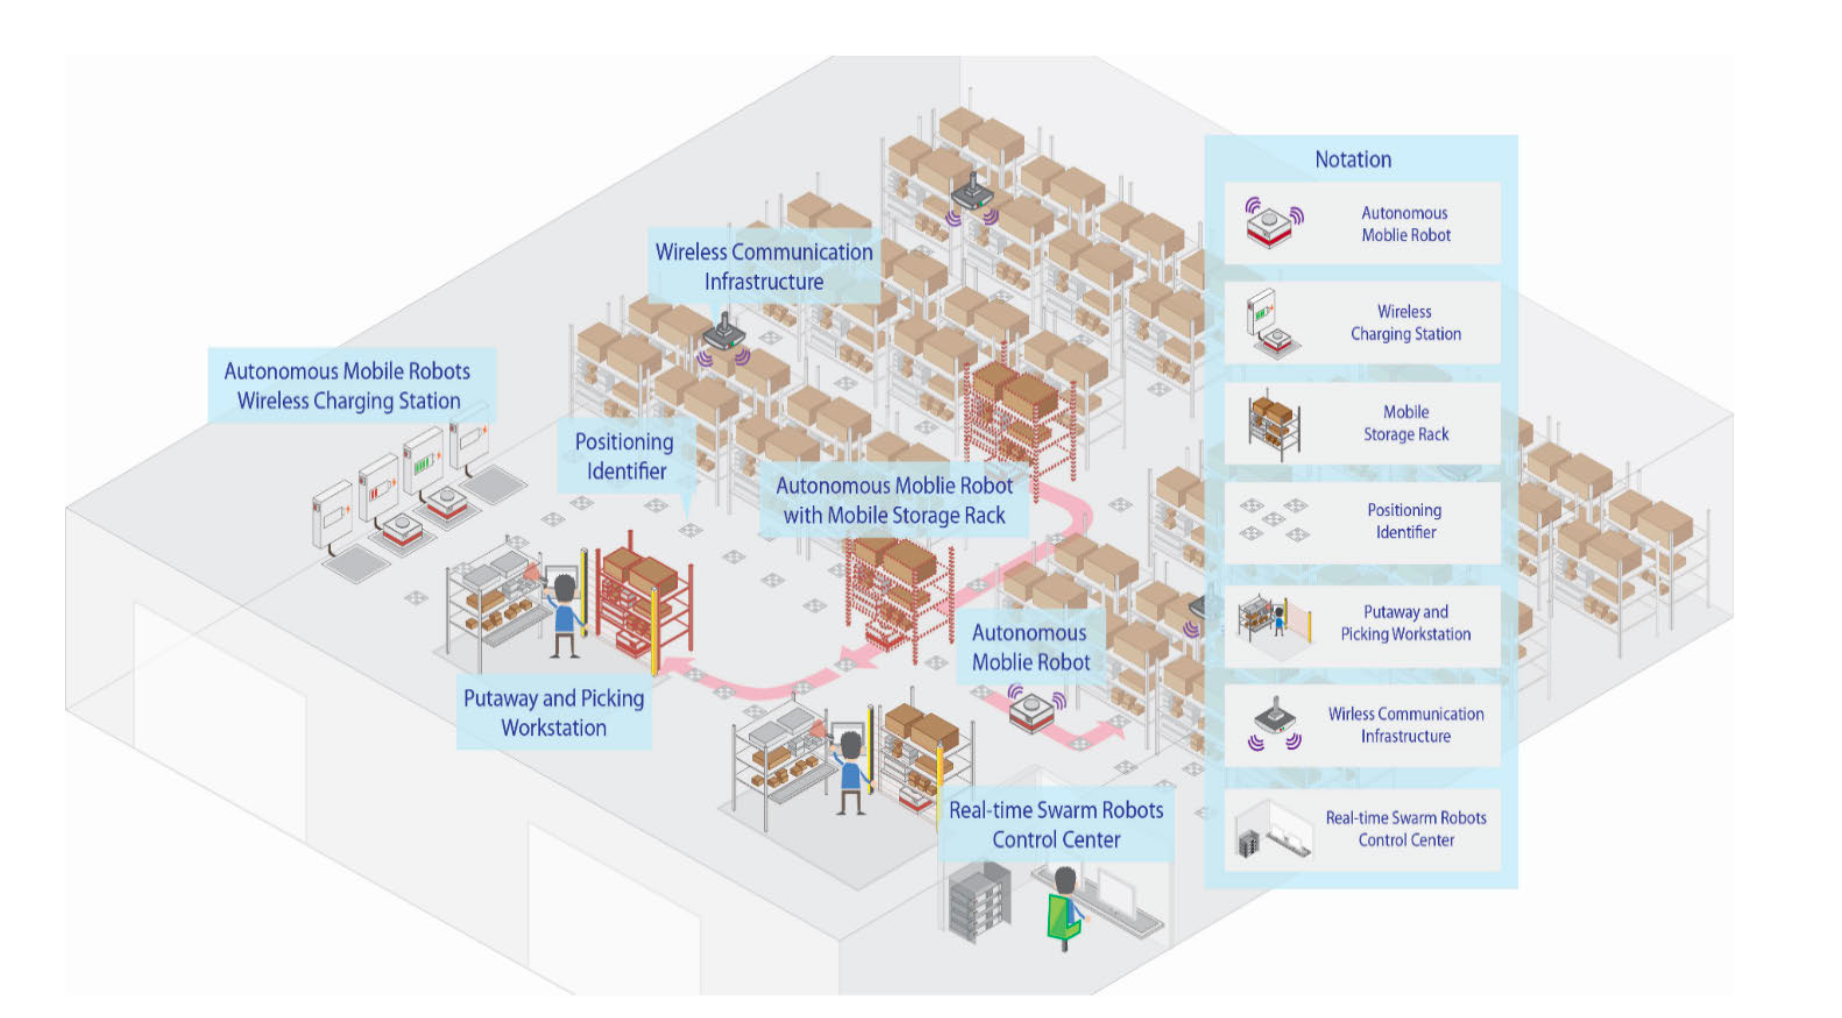 Wireless Communication
Infrastructure
Autonomous Mobile Robots
Wireless Charging Station
Positioning
Identifier
Autonomous Moblie Robot
with Mobile Storage Rack
Autonomous
Moblie Robot
Putaway and Picking
Workstation
Real-time Swarm Robots
Control Center
Notation
Autonomous
Moblie Robot
Wireless
Charging Station
Mobile
Storage Rack
Positioning
Identifier
Putaway and
Picking Workstation
Wirless Communication
Infrastructure
Real-time Swarm Robots
Control Center